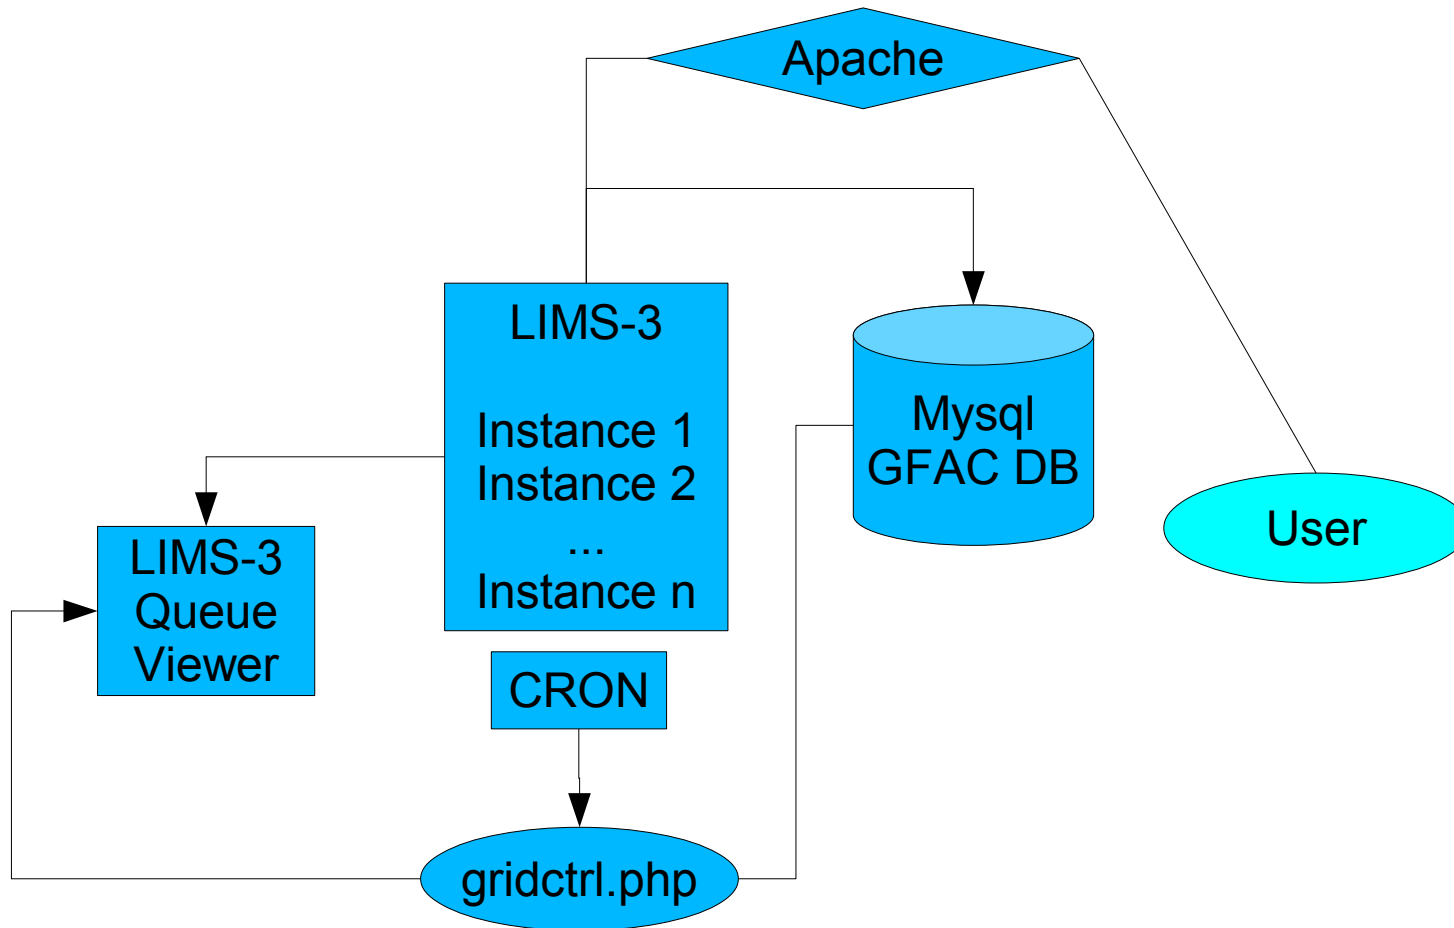 Apache
LIMS-3
Instance 1
Instance 2
...
Instance n
Mysql
GFAC DB
User
LIMS-3
Queue
Viewer
CRON
gridctrl.php